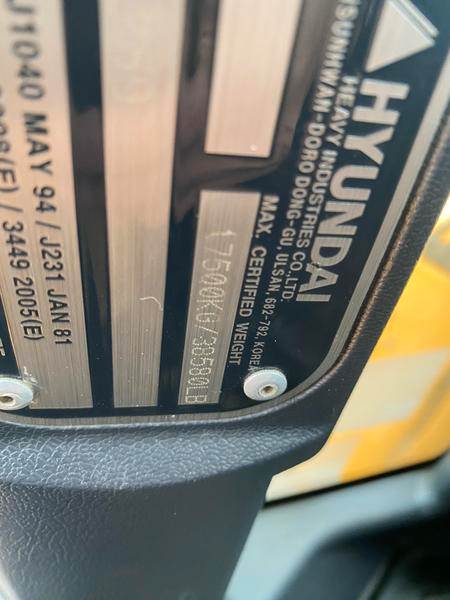 HYUNDAI
HEAVY INDUSTRIES CO.,LTD.
DORO DONG-GU, ULSAN, 682-792, KOREA
MAX. CERTIFIED WEIGHT
17500KG/38580LB
J1040 MAY 94 / J231 JAN 81
(E) / 3449 2005(E)